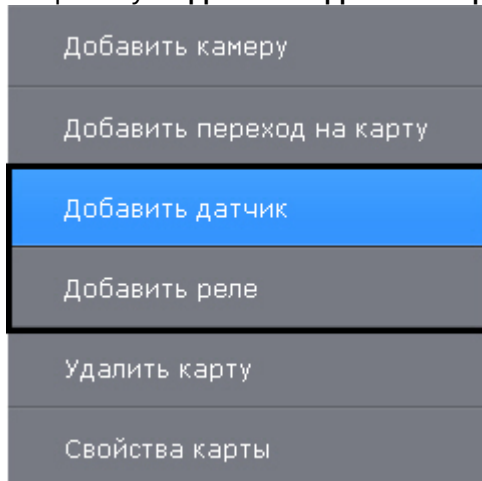 Добавить камеру
Добавить переход на карту
Добавить датчик
Добавить реле
Удалить карту
Свойства карты